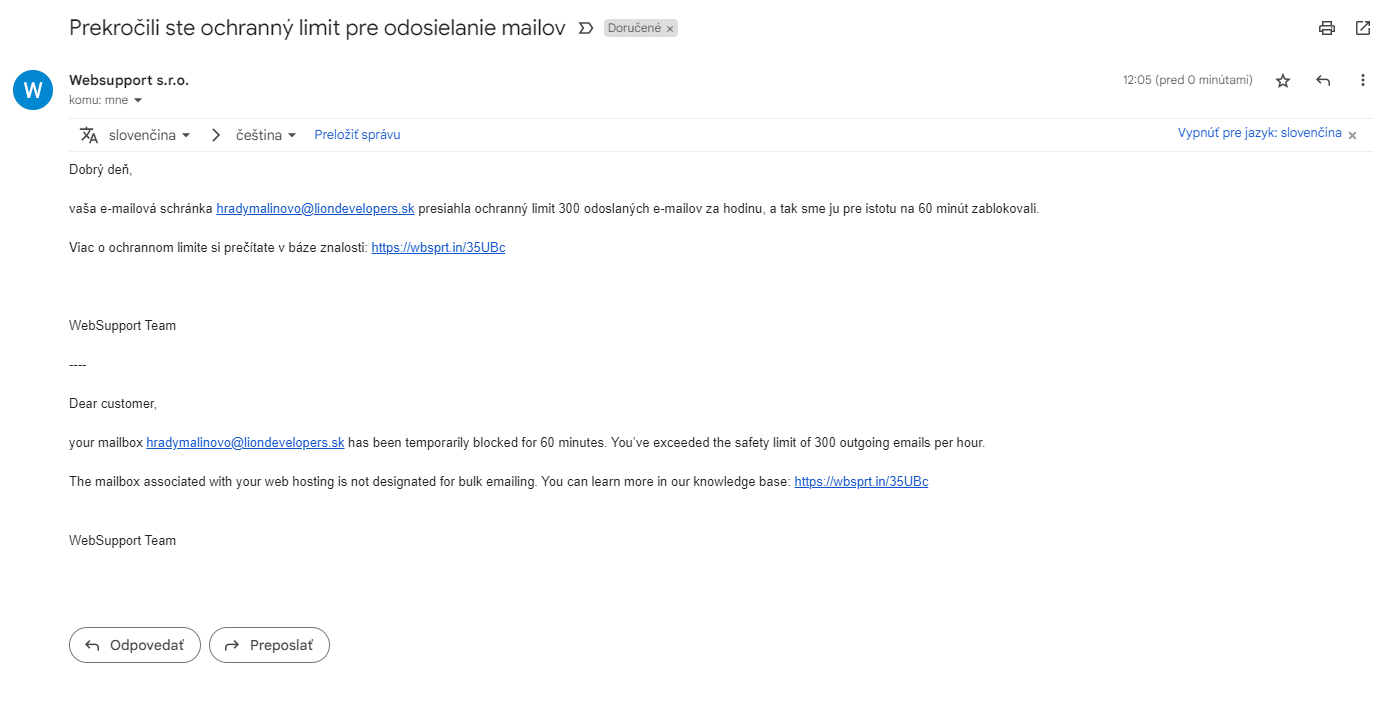 Prekročili ste ochranný limit pre odosielanie mailov Doručené ×
W
Websupport s.r.o.
12:05 (pred 0 minútami)
komu: mne
slovenčina > čeština Preložiť správu
Vypnúť pre jazyk: slovenčina ×
Dobrý deň,
vaša e-mailová schránka hradymalinovo@liondevelopers.sk presiahla ochranný limit 300 odoslaných e-mailov za hodinu, a tak sme ju pre istotu na 60 minút zablokovali.
Viac o ochrannom limite si prečítate v báze znalosti: https://wbsprt.in/35UBc
WebSupport Team
----
Dear customer,
your mailbox hradymalinovo@liondevelopers.sk has been temporarily blocked for 60 minutes. You've exceeded the safety limit of 300 outgoing emails per hour.
The mailbox associated with your web hosting is not designated for bulk emailing. You can learn more in our knowledge base: https://wbsprt.in/35UBc
WebSupport Team
Odpovedať
Preposlať